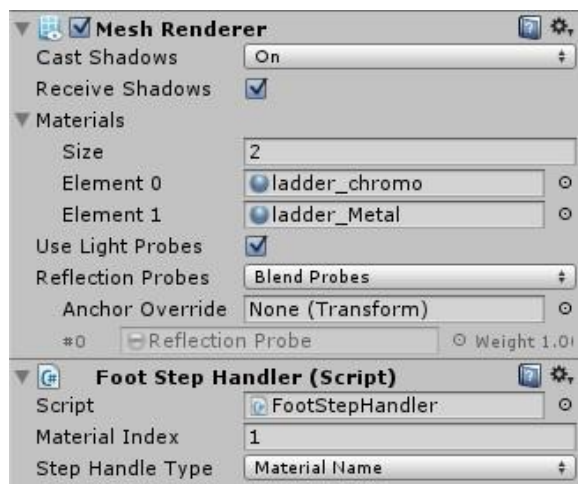 Mesh Renderer
Cast Shadows On
Receive Shadows
Materials
Size 2
Element 0 ladder_chromo
Element 1 ladder_Metal
Use Light Probes
Reflection Probes Blend Probes
Anchor Override None (Transform)
#0 Reflection Probe Weight 1.0
Foot Step Handler (Script)
Script FootStepHandler
Material Index 1
Step Handle Type Material Name